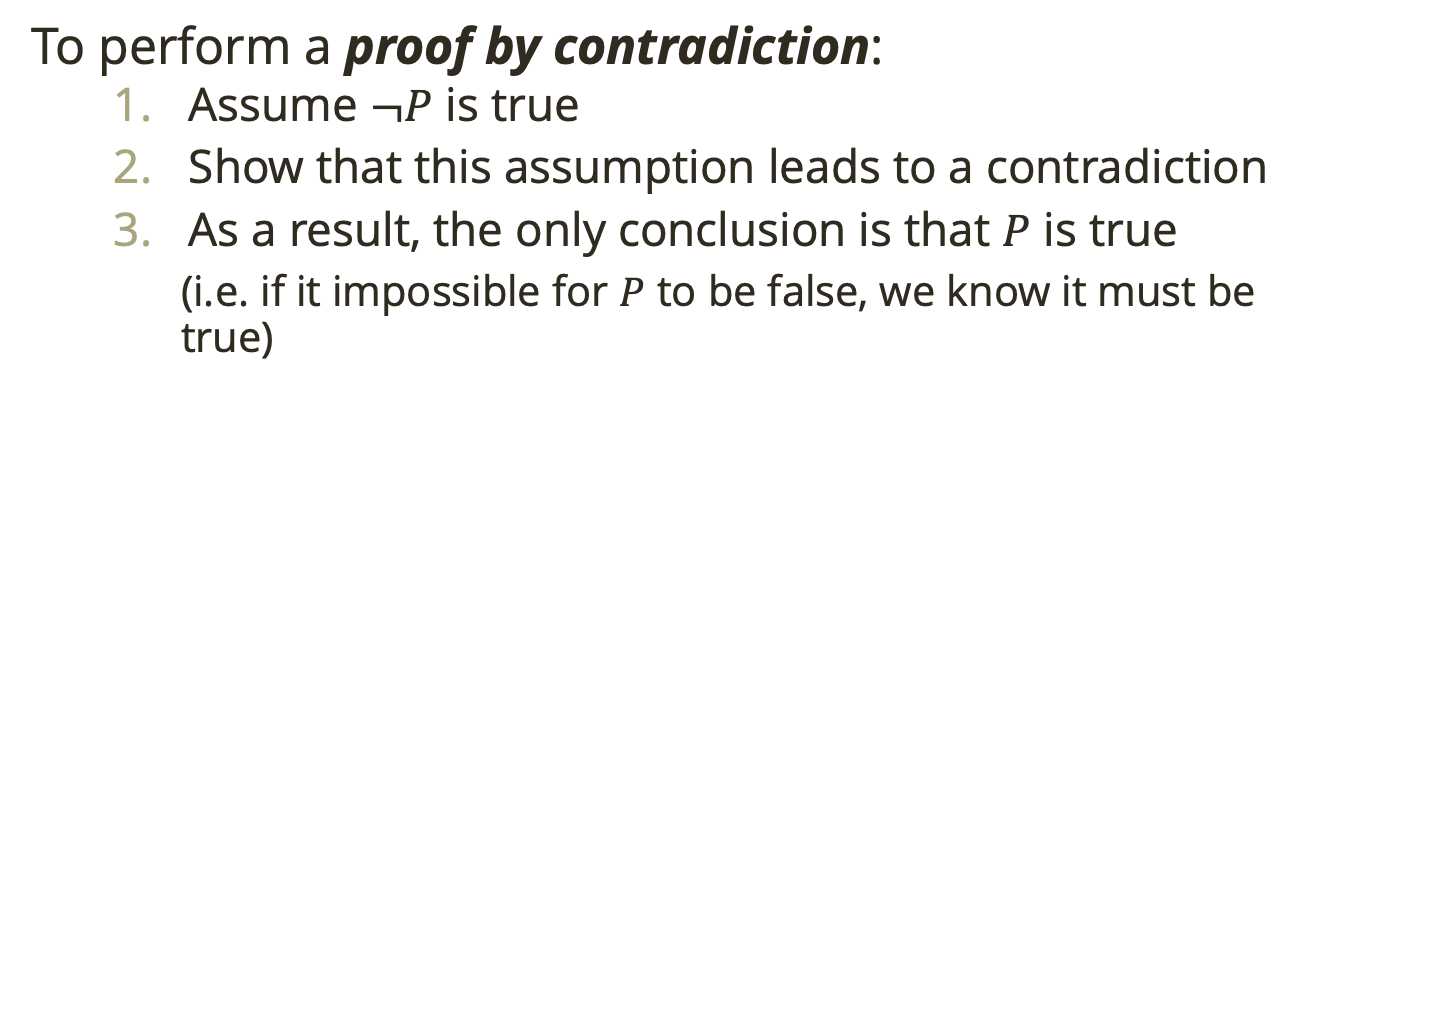 To perform a proof by contradiction:
1. Assume ¬P is true
2. Show that this assumption leads to a contradiction
3. As a result, the only conclusion is that P is true
(i.e. if it impossible for P to be false, we know it must be
true)